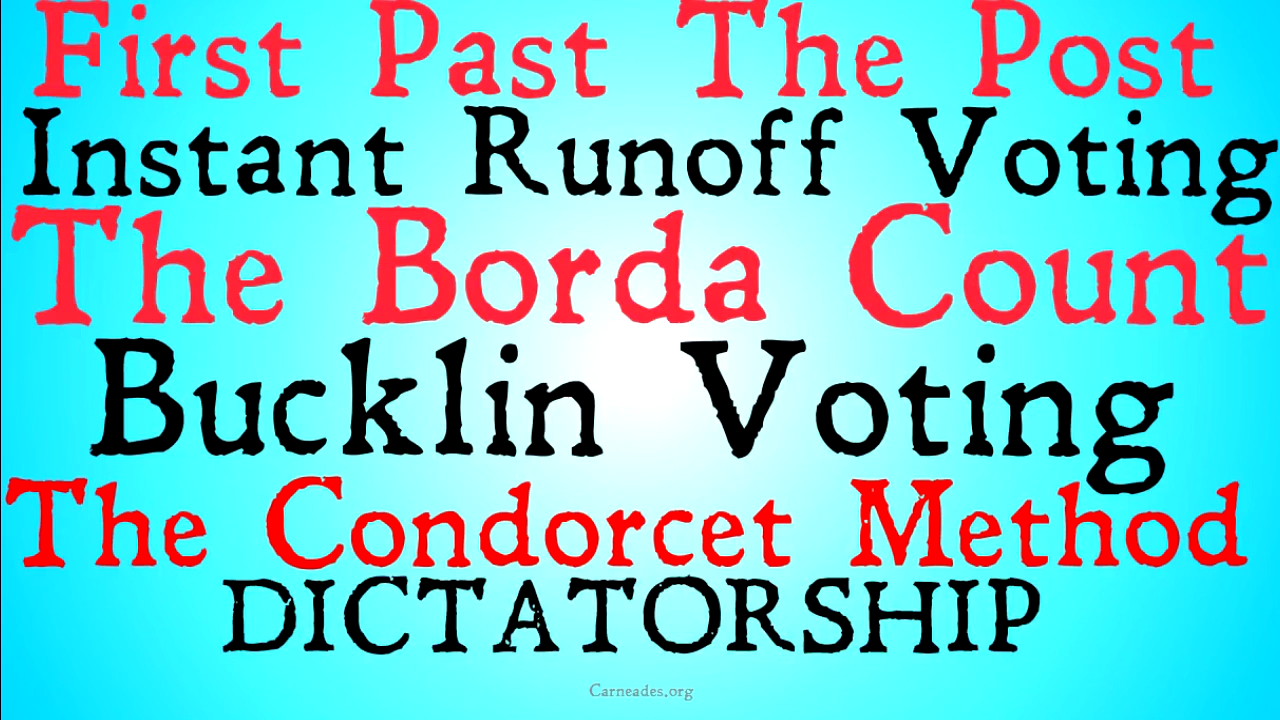 First Past The Post
Instant Runoff Voting
The Borda Count
Bucklin Voting
The Condorcet Method
DICTATORSHIP
Carneades.org